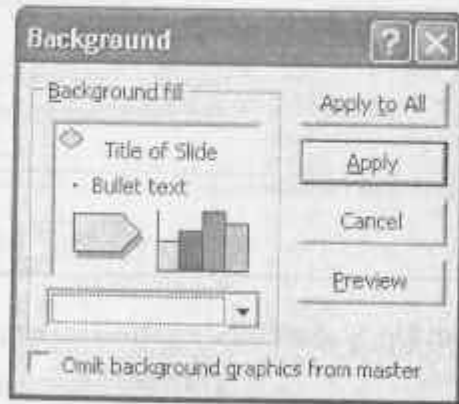 Background
Background fill
Title of Slide
• Bullet text
Apply to All
Apply
Cancel
Preview
Omit background graphics from master